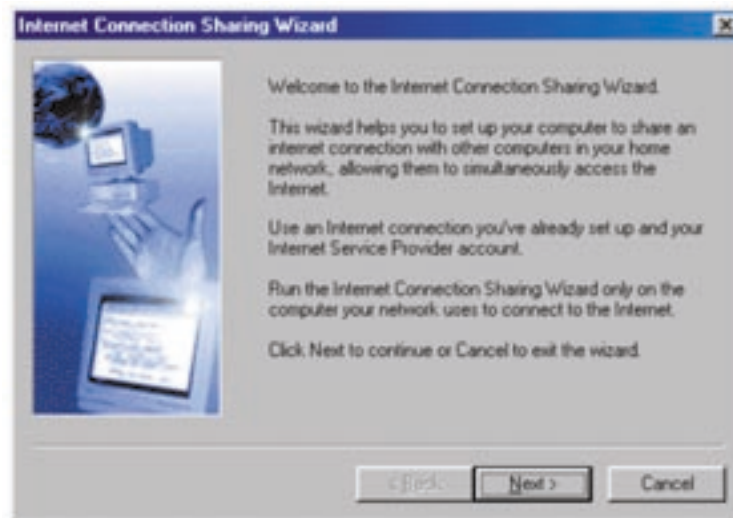 Internet Connection Sharing Wizard
Welcome to the Internet Connection Sharing Wizard.
This wizard helps you to set up your computer to share an
internet connection with other computers in your home
network, allowing them to simultaneously access the
Internet.
Use an Internet connection you've already set up and your
Internet Service Provider account.
Run the Internet Connection Sharing Wizard only on the
computer your network uses to connect to the Internet.
Click Next to continue or Cancel to exit the wizard.
< Back
Next >
Cancel